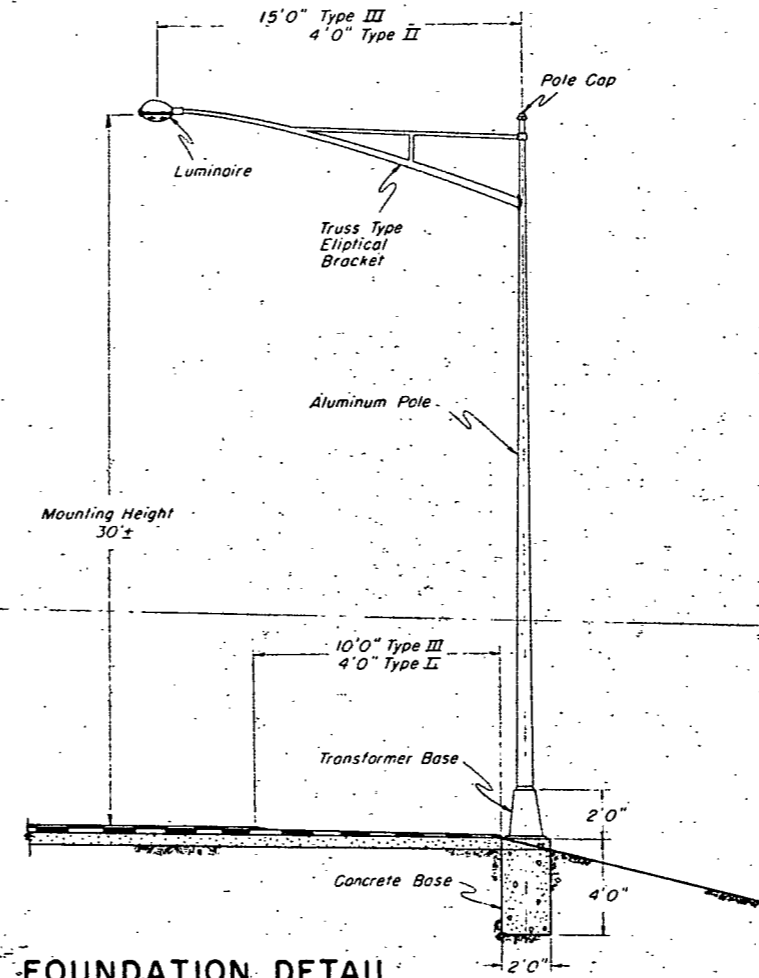 15'0" Type III
4'0" Type II
Pole Cap
Luminaire
Truss Type
Eliptical
Bracket
Aluminum Pole
Mounting Height
30'±
10'0" Type III
4'0" Type II
Transformer Base
2'0"
4'0"
Concrete Base
2'0"
FOUNDATION DETAIL